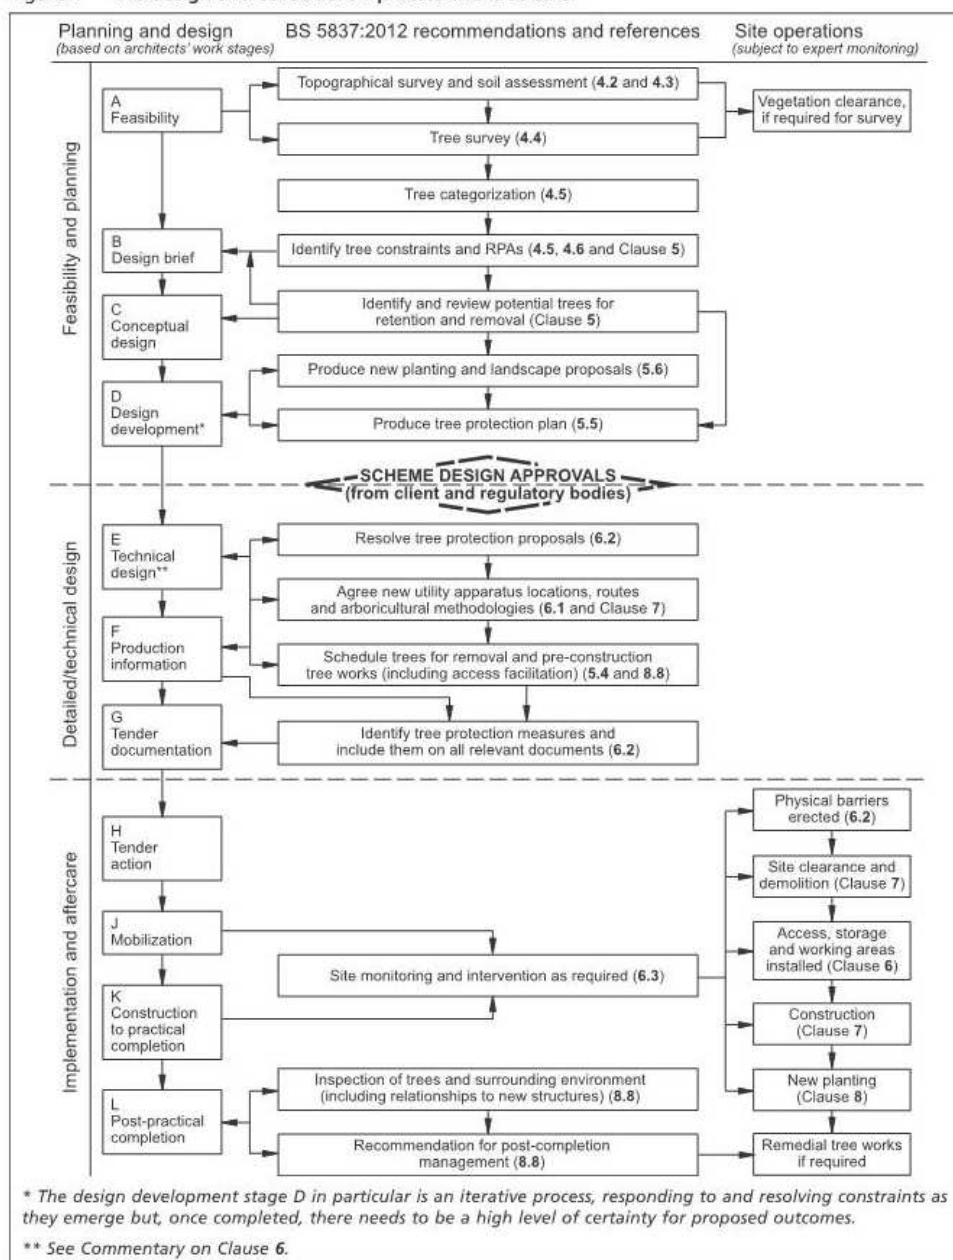 Planning and design
(based on architects' work stages)
BS 5837:2012 recommendations and references
Site operations
(subject to expert monitoring)
Feasibility and planning
A
Feasibility
Topographical survey and soil assessment (4.2 and 4.3)
Vegetation clearance,
if required for survey
Tree survey (4.4)
Tree categorization (4.5)
B
Design brief
Identify tree constraints and RPAs (4.5, 4.6 and Clause 5)
C
Conceptual
design
Identify and review potential trees for
retention and removal (Clause 5)
Produce new planting and landscape proposals (5.6)
D
Design
development*
Produce tree protection plan (5.5)
SCHEME DESIGN APPROVALS
(from client and regulatory bodies)
Detailed/technical design
E
Technical
design**
Resolve tree protection proposals (6.2)
Agree new utility apparatus locations, routes
and arboricultural methodologies (6.1 and Clause 7)
F
Production
information
Schedule trees for removal and pre-construction
tree works (including access facilitation) (5.4 and 8.8)
G
Tender
documentation
Identify tree protection measures and
include them on all relevant documents (6.2)
Implementation and aftercare
H
Tender
action
Physical barriers
erected (6.2)
Site clearance and
demolition (Clause 7)
J
Mobilization
Access, storage
and working areas
installed (Clause 6)
Site monitoring and intervention as required (6.3)
K
Construction
to practical
completion
Construction
(Clause 7)
New planting
(Clause 8)
L
Post-practical
completion
Inspection of trees and surrounding environment
(including relationships to new structures) (8.8)
Recommendation for post-completion
management (8.8)
Remedial tree works
if required
* The design development stage D in particular is an iterative process, responding to and resolving constraints as
they emerge but, once completed, there needs to be a high level of certainty for proposed outcomes.
** See Commentary on Clause 6.